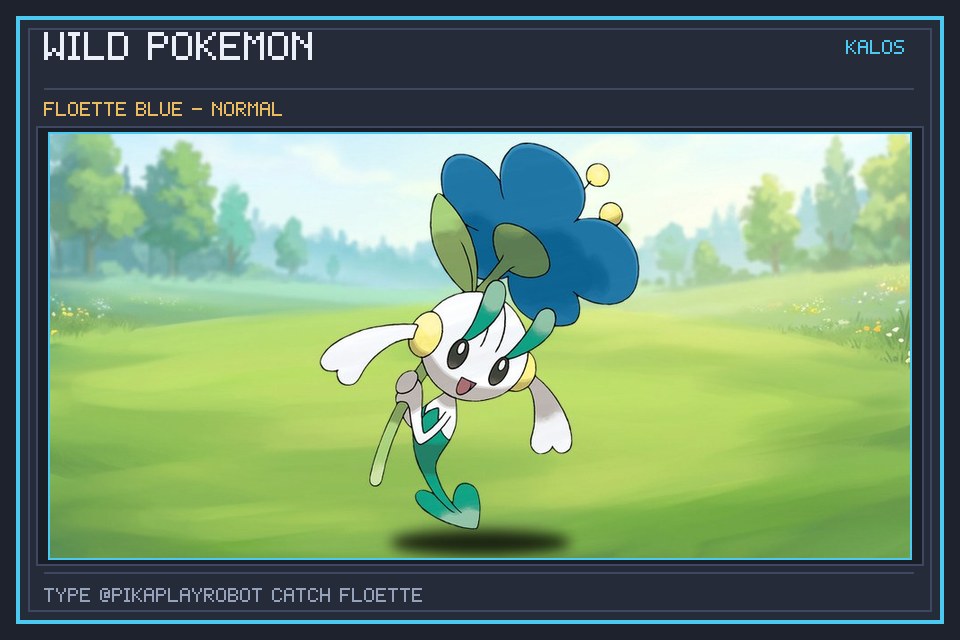 WILD POKEMON
KALOS
FLOETTE BLUE - NORMAL
TYPE @PIKAPLAYROBOT CATCH FLOETTE